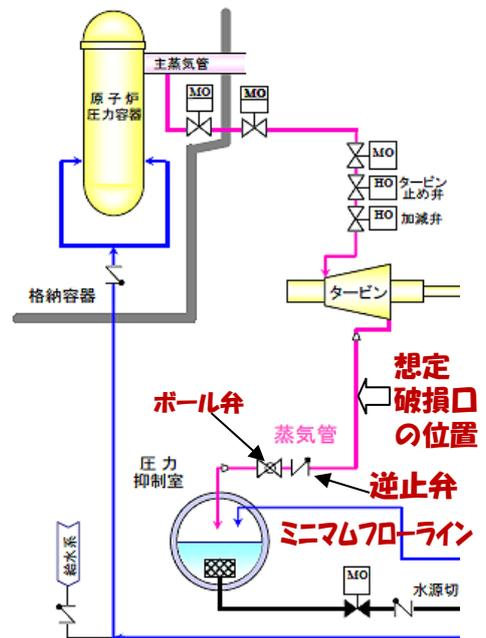 主蒸気管
原子炉
圧力容器
MO
MO
MO
HO
タービン
止め弁
HO
加減弁
格納容器
タービン
想定
破損口
の位置
ボール弁
蒸気管
圧力
抑制室
逆止弁
ミニマムフローライン
給水系
MO
水源切